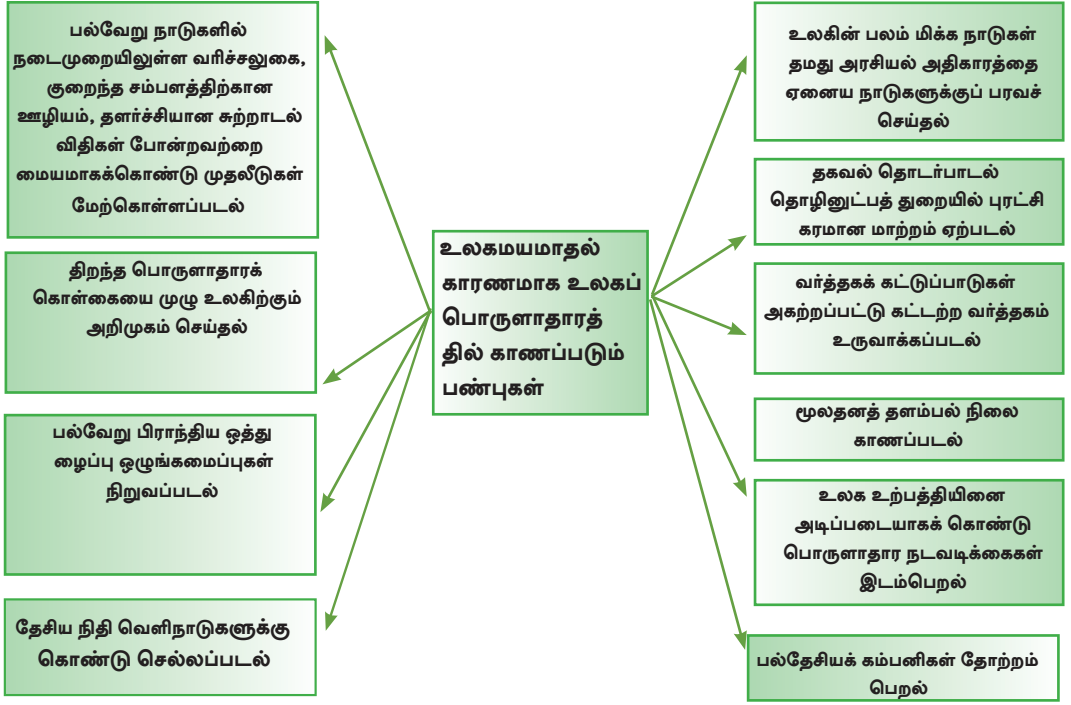 பல்வேறு நாடுகளில்
நடைமுறையிலுள்ள வரிச்சலுகை,
குறைந்த சம்பளத்திற்கான
ஊழியம், தளர்ச்சியான சுற்றாடல்
விதிகள் போன்றவற்றை
மையமாகக்கொண்டு முதலீடுகள்
மேற்கொள்ளப்படல்
திறந்த பொருளாதாரக்
கொள்கையை முழு உலகிற்கும்
அறிமுகம் செய்தல்
பல்வேறு பிராந்திய ஒத்து
ழைப்பு ஒழுங்கமைப்புகள்
நிறுவப்படல்
தேசிய நிதி வெளிநாடுகளுக்கு
கொண்டு செல்லப்படல்
உலகமயமாதல்
காரணமாக உலகப்
பொருளாதாரத்
தில் காணப்படும்
பண்புகள்
உலகின் பலம் மிக்க நாடுகள்
தமது அரசியல் அதிகாரத்தை
ஏனைய நாடுகளுக்குப் பரவச்
செய்தல்
தகவல் தொடர்பாடல்
தொழினுட்பத் துறையில் புரட்சி
கரமான மாற்றம் ஏற்படல்
வர்த்தகக் கட்டுப்பாடுகள்
அகற்றப்பட்டு கட்டற்ற வர்த்தகம்
உருவாக்கப்படல்
மூலதனத் தளம்பல் நிலை
காணப்படல்
உலக உற்பத்தியினை
அடிப்படையாகக் கொண்டு
பொருளாதார நடவடிக்கைகள்
இடம்பெறல்
பல்தேசியக் கம்பனிகள் தோற்றம்
பெறல்